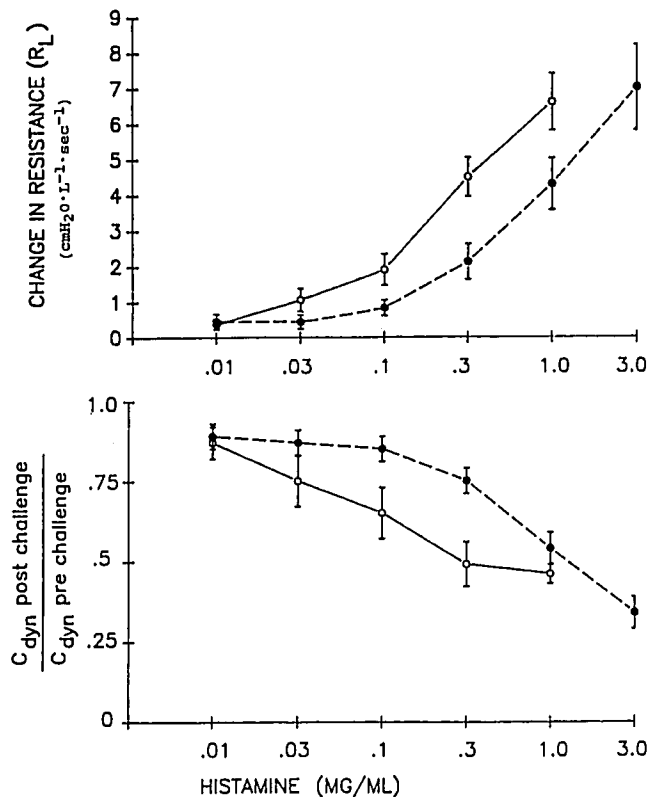 CHANGE IN RESISTANCE (RL)
(cmH2O·L-1·sec-1)
9
8
7
6
5
4
3
2
1
0
.01 .03 .1 .3 1.0 3.0
Cdyn post challenge
Cdyn pre challenge
1.0
.75
.5
.25
0
.01 .03 .1 .3 1.0 3.0
HISTAMINE (MG/ML)